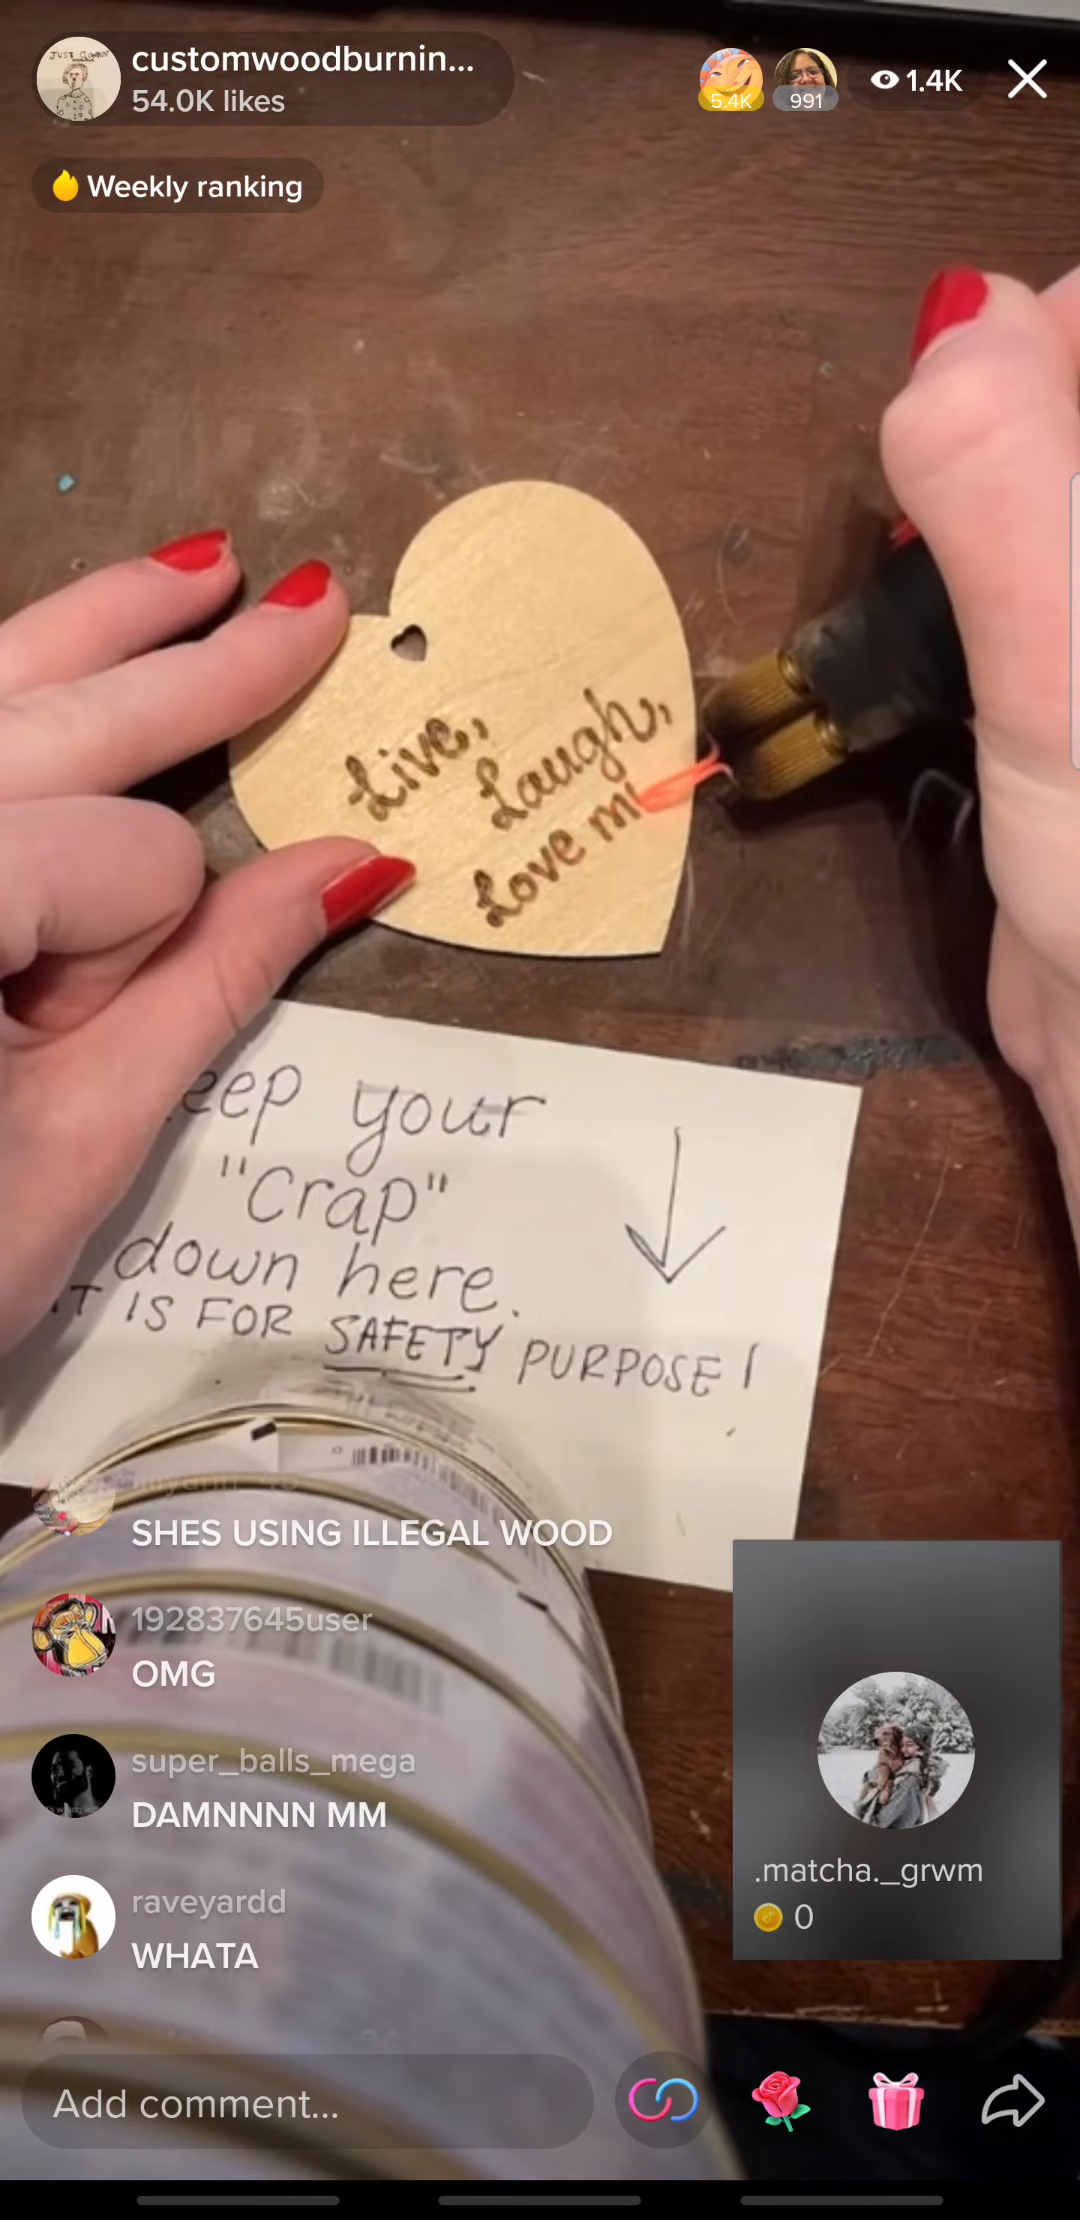 customwoodburnin...
54.0K likes
5.4K
991
1.4K
Weekly ranking
Live,
Laugh,
Love m
eep your
"Crap"
down here.
T IS FOR SAFETY PURPOSE!
SHES USING ILLEGAL WOOD
192837645user
OMG
super_balls_mega
DAMNNNN MM
raveyardd
WHATA
.matcha._grwm
0
Add comment...